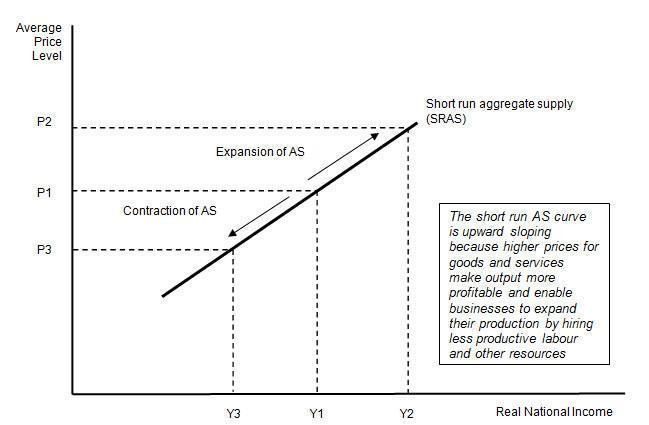 Average
Price
Level
Short run aggregate supply
(SRAS)
P2
Expansion of AS
P1
Contraction of AS
P3
The short run AS curve
is upward sloping
because higher prices for
goods and services
make output more
profitable and enable
businesses to expand
their production by hiring
less productive labour
and other resources
Y3
Y1
Y2
Real National Income